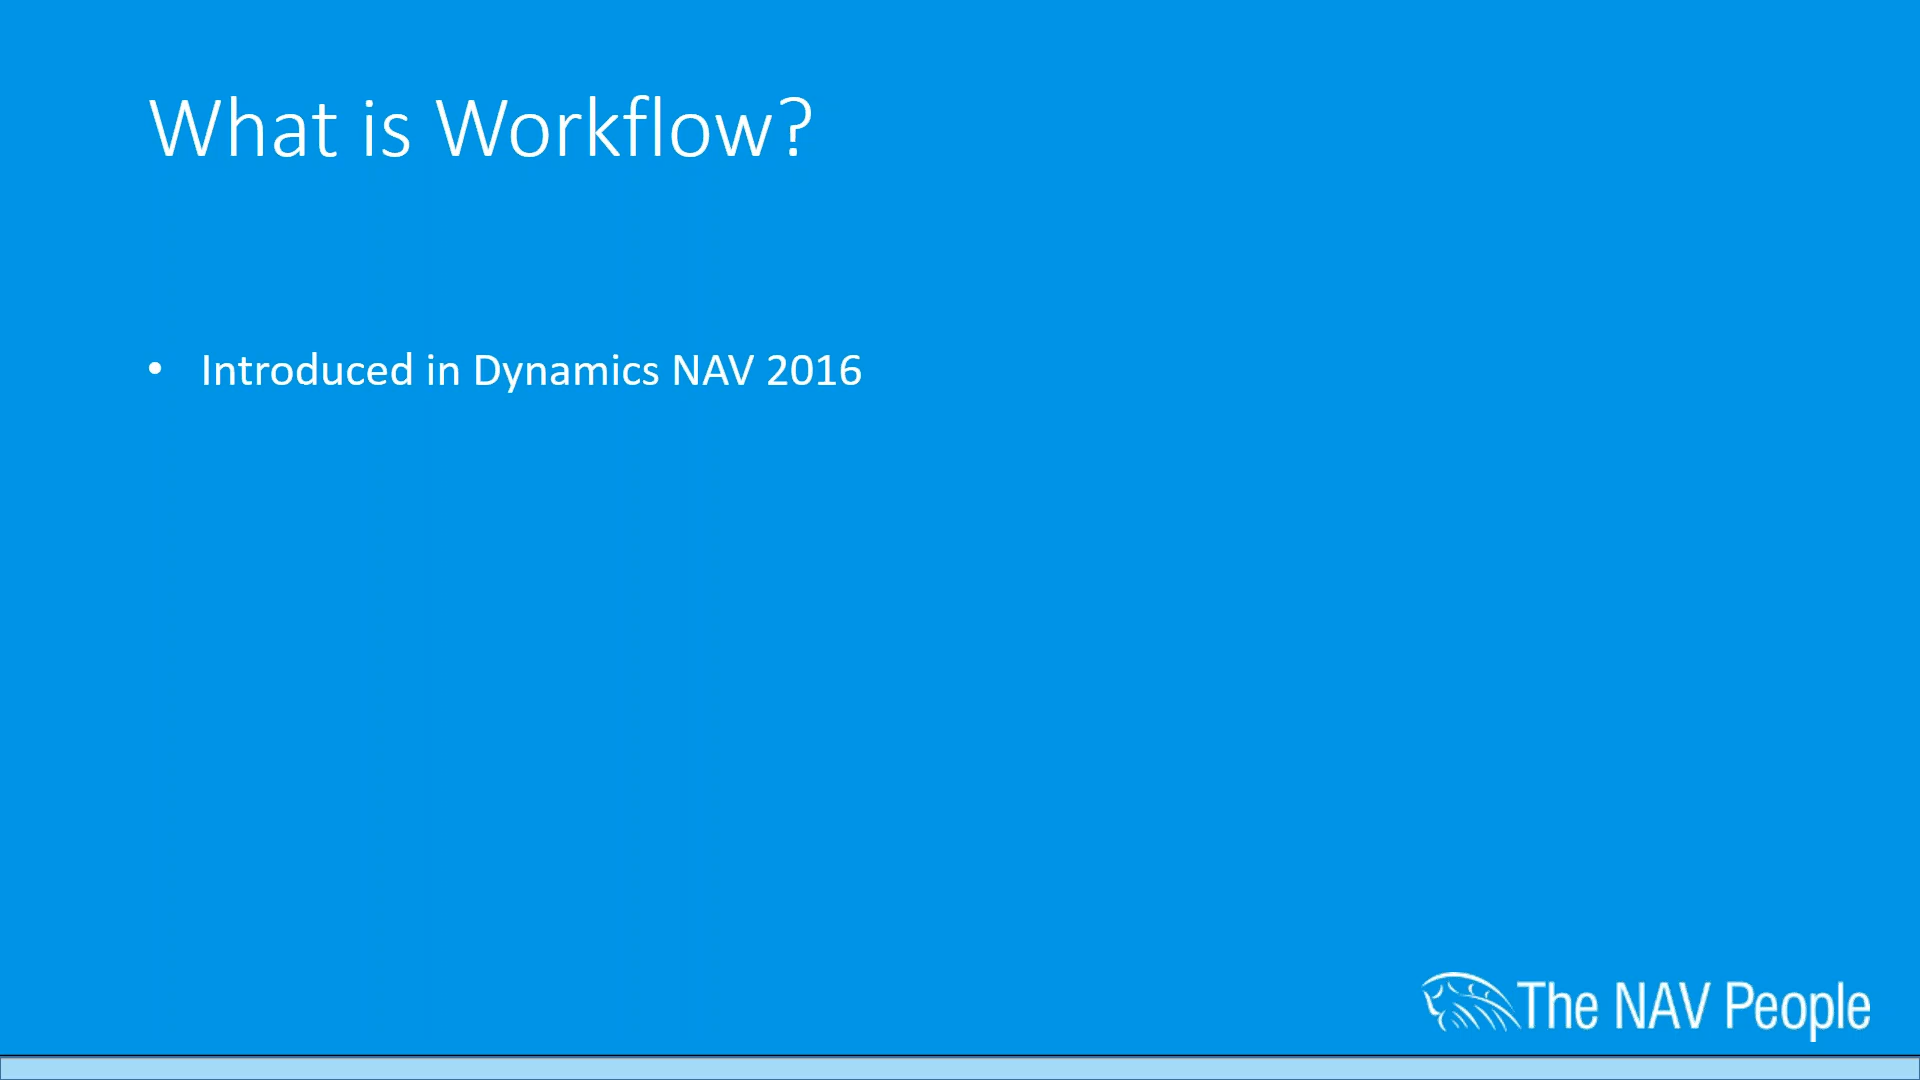 What is Workflow?
• Introduced in Dynamics NAV 2016
The NAV People